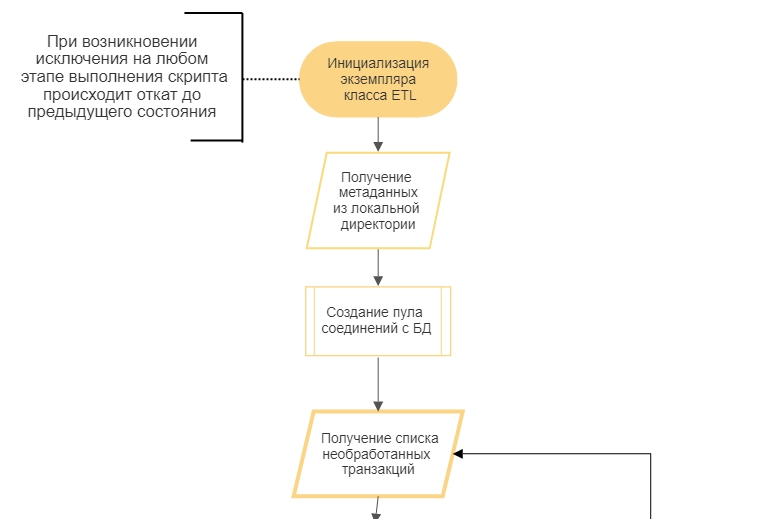 При возникновении
исключения на любом
этапе выполнения скрипта
происходит откат до
предыдущего состояния
Инициализация
экземпляра
класса ETL
Получение
метаданных
из локальной
директории
Создание пула
соединений с БД
Получение списка
необработанных
транзакций